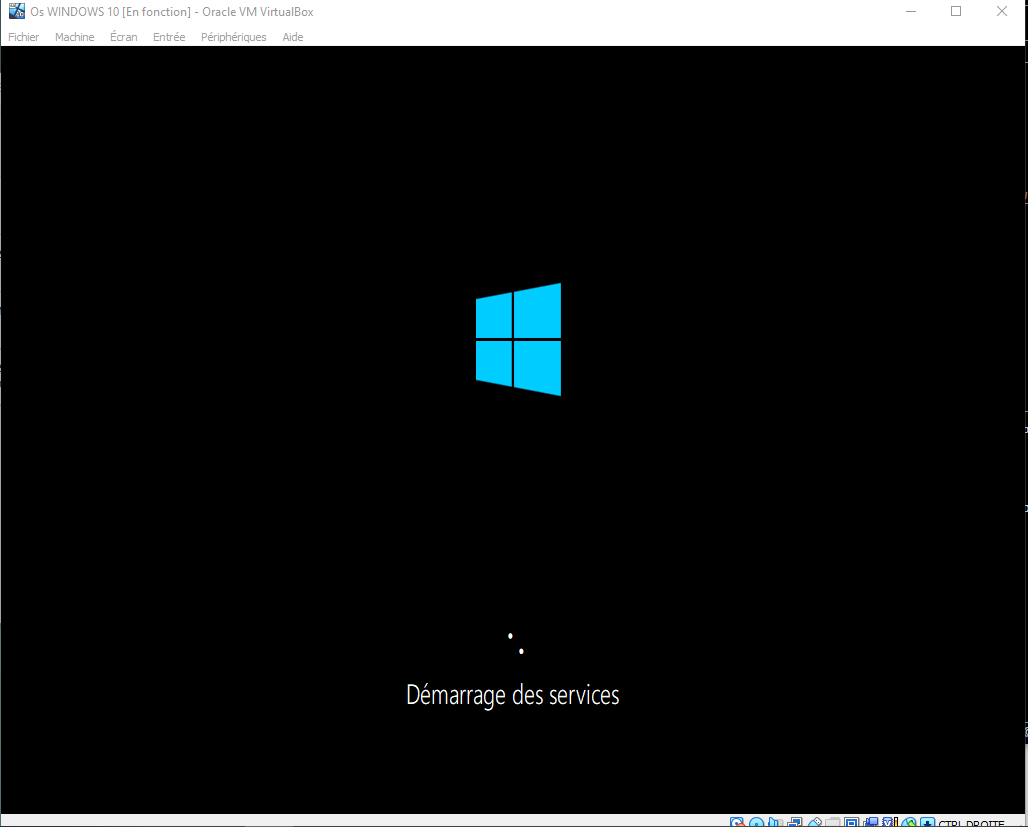 Os WINDOWS 10 [En fonction] - Oracle VM VirtualBox
Fichier Machine Écran Entrée Périphériques Aide
Démarrage des services
CTRL DROITE